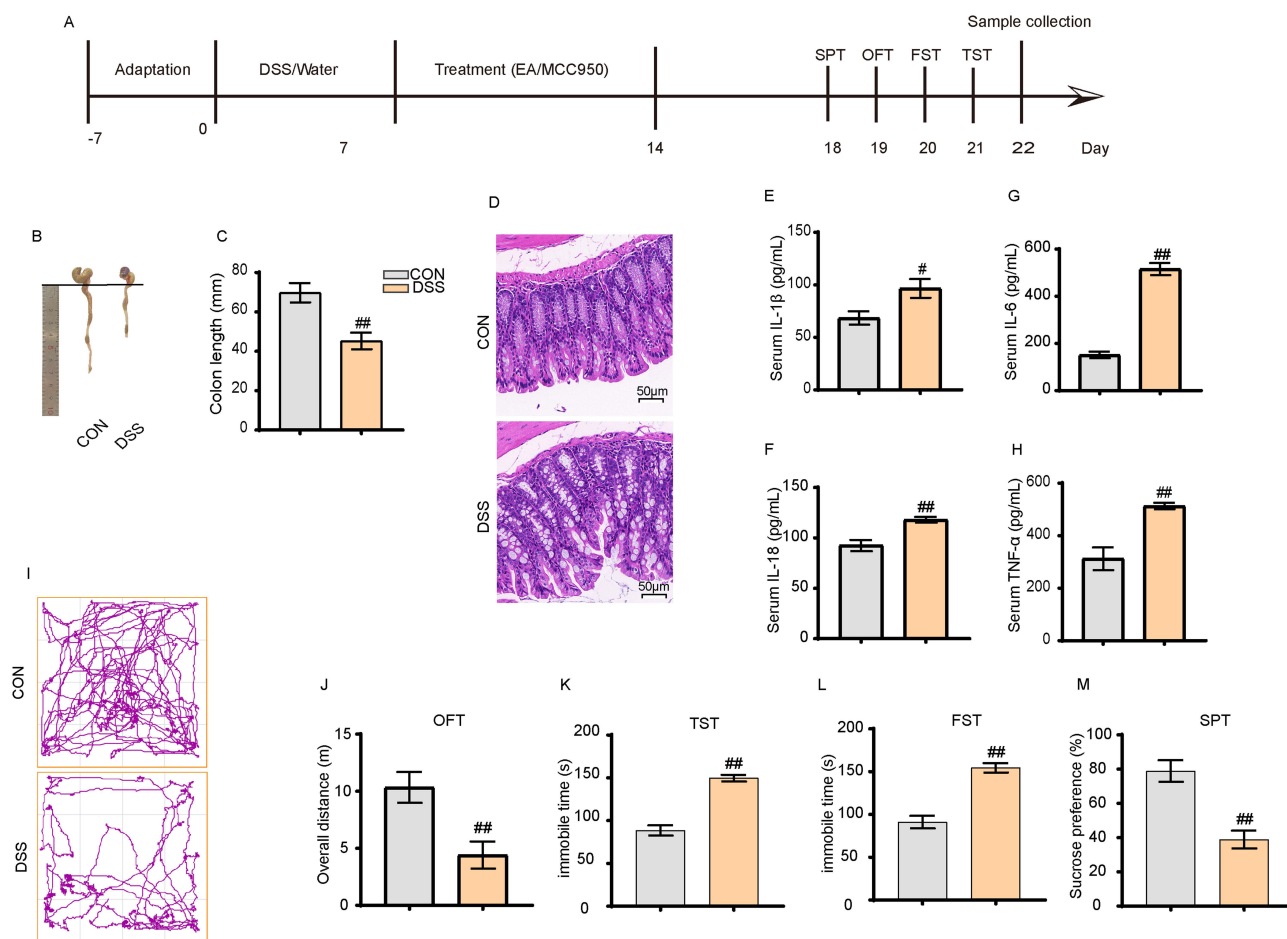 A
Sample collection
Adaptation
DSS/Water
Treatment (EA/MCC950)
SPT
OFT
FST
TST
-7
0
7
14
18
19
20
21
22
Day
B
CON
DSS
C
Colon length (mm)
80
60
40
20
0
##
CON
DSS
D
CON
50μm
DSS
50μm
E
Serum IL-1β (pg/mL)
150
100
50
0
#
G
Serum IL-6 (pg/mL)
600
400
200
0
##
F
Serum IL-18 (pg/mL)
150
100
50
0
##
H
Serum TNF-α (pg/mL)
600
400
200
0
##
I
CON
DSS
J
OFT
Overall distance (m)
15
10
5
0
##
K
TST
immobile time (s)
200
150
100
50
0
##
L
FST
immobile time (s)
200
150
100
50
0
##
M
SPT
Sucrose preference (%)
100
80
60
40
20
0
##